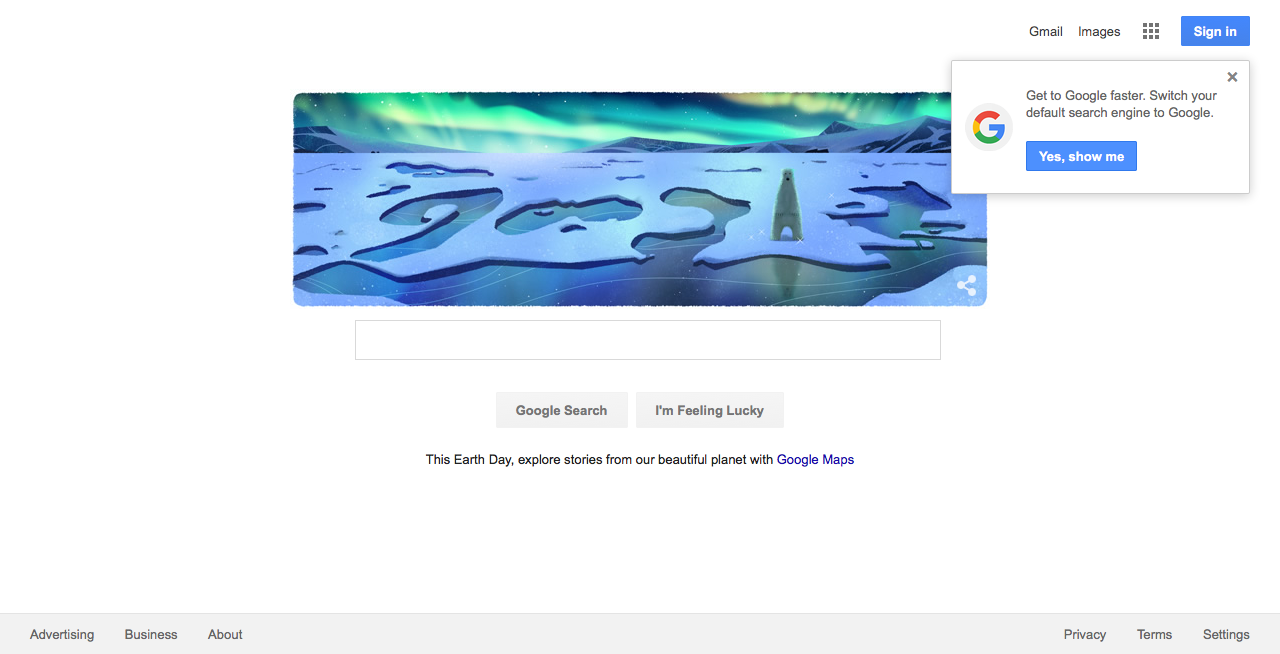 Gmail Images Sign in
Get to Google faster. Switch your
default search engine to Google.
Yes, show me
Google Search I'm Feeling Lucky
This Earth Day, explore stories from our beautiful planet with Google Maps
Advertising Business About Privacy Terms Settings